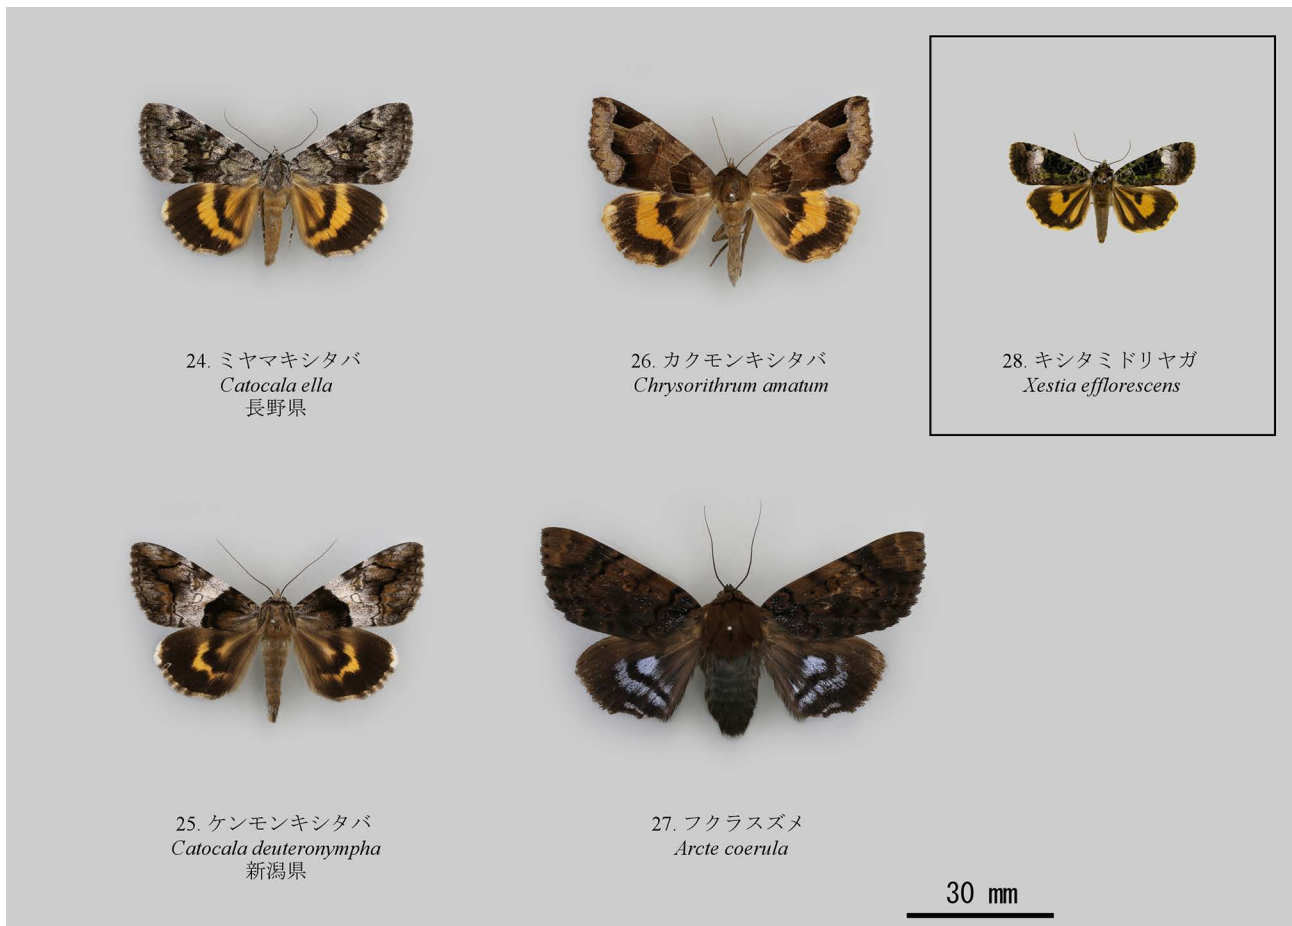 24. ミヤマキシタバ
Catocala ella
長野県
26. カクモンキシタバ
Chrysorithrum amatum
28. キシタミドリヤガ
Xestia efflorescens
25. ケンモンキシタバ
Catocala deuteronympha
新潟県
27. フクラスズメ
Arcte coerula
30 mm